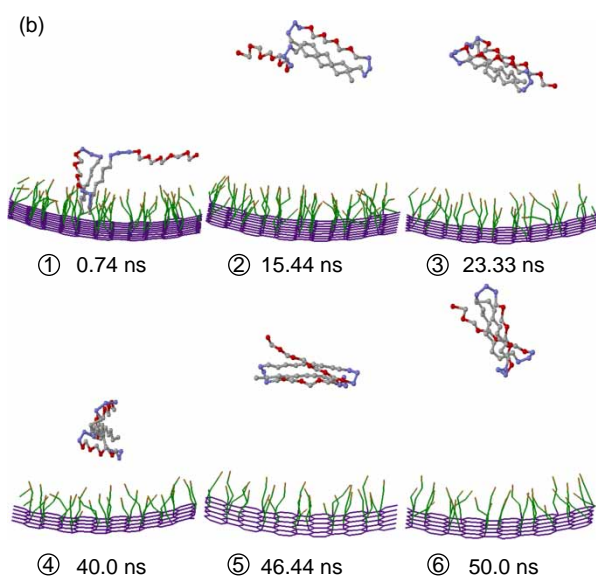 (b)
① 0.74 ns
② 15.44 ns
③ 23.33 ns
④ 40.0 ns
⑤ 46.44 ns
⑥ 50.0 ns